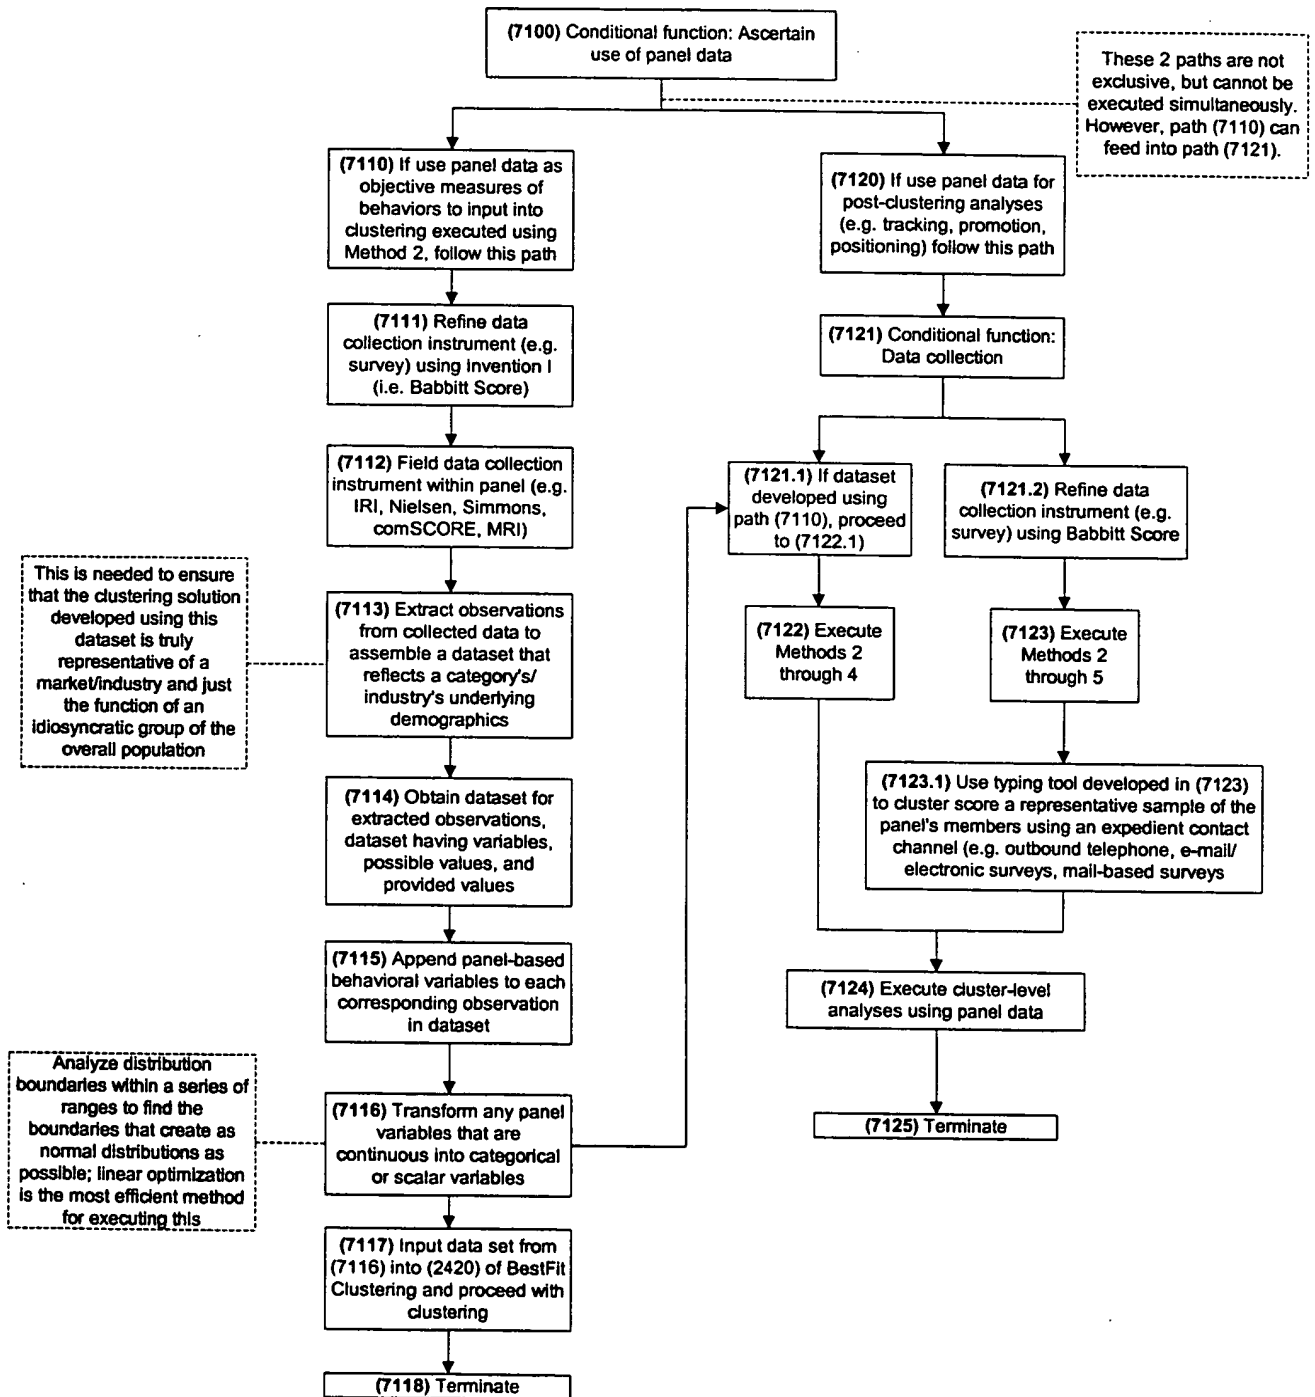 (7100) Conditional function: Ascertain
use of panel data
These 2 paths are not
exclusive, but cannot be
executed simultaneously.
However, path (7110) can
feed into path (7121).
(7110) If use panel data as
objective measures of
behaviors to input into
clustering executed using
Method 2, follow this path
(7120) If use panel data for
post-clustering analyses
(e.g. tracking, promotion,
positioning) follow this path
(7111) Refine data
collection instrument (e.g.
survey) using Invention I
(i.e. Babbitt Score)
(7121) Conditional function:
Data collection
(7112) Field data collection
instrument within panel (e.g.
IRI, Nielsen, Simmons,
comSCORE, MRI)
(7121.1) If dataset
developed using
path (7110), proceed
to (7122.1)
(7121.2) Refine data
collection instrument (e.g.
survey) using Babbitt Score
This is needed to ensure
that the clustering solution
developed using this
dataset is truly
representative of a
market/industry and just
the function of an
idiosyncratic group of the
overall population
(7113) Extract observations
from collected data to
assemble a dataset that
reflects a category's/
industry's underlying
demographics
(7122) Execute
Methods 2
through 4
(7123) Execute
Methods 2
through 5
(7114) Obtain dataset for
extracted observations,
dataset having variables,
possible values, and
provided values
(7123.1) Use typing tool developed in (7123)
to cluster score a representative sample of the
panel's members using an expedient contact
channel (e.g. outbound telephone, e-mail/
electronic surveys, mail-based surveys
(7115) Append panel-based
behavioral variables to each
corresponding observation
in dataset
(7124) Execute cluster-level
analyses using panel data
Analyze distribution
boundaries within a series of
ranges to find the
boundaries that create as
normal distributions as
possible; linear optimization
is the most efficient method
for executing this
(7116) Transform any panel
variables that are
continuous into categorical
or scalar variables
(7125) Terminate
(7117) Input data set from
(7116) into (2420) of BestFit
Clustering and proceed with
clustering
(7118) Terminate